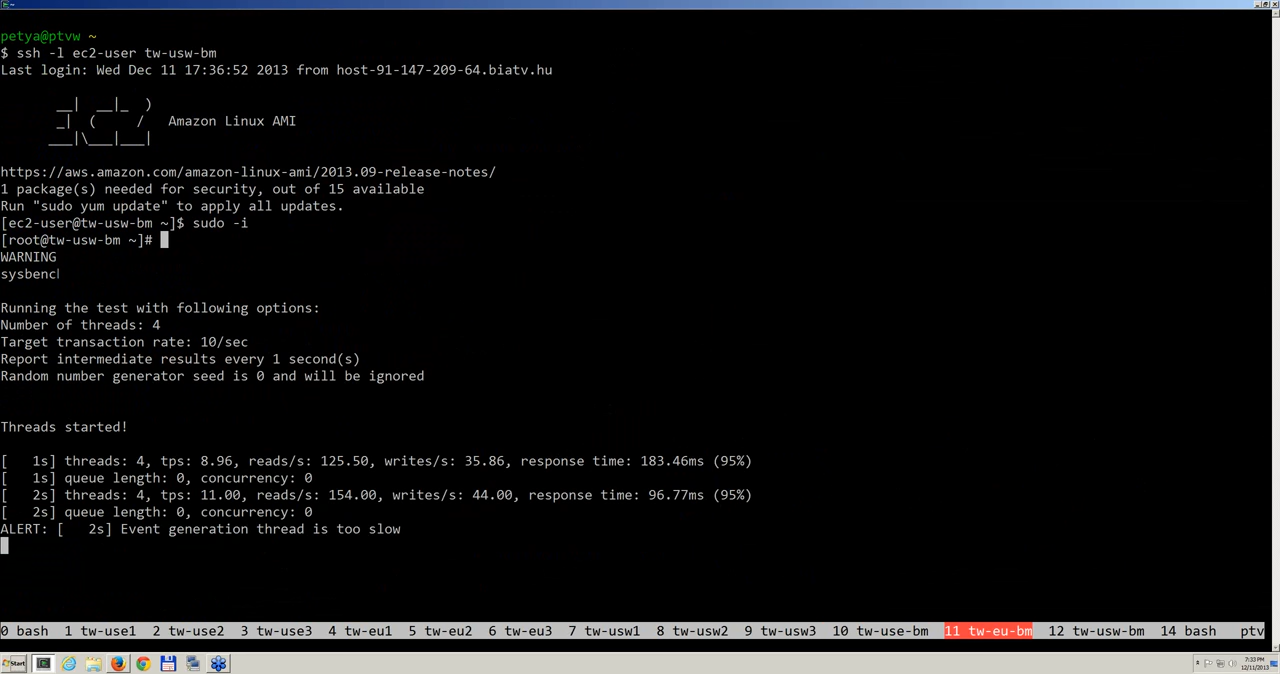 petya@ptvw ~
$ ssh -l ec2-user tw-usw-bm
Last login: Wed Dec 11 17:36:52 2013 from host-91-147-209-64.biatv.hu
__|  __|_  )
_|  (     /   Amazon Linux AMI
___|\___|___|
https://aws.amazon.com/amazon-linux-ami/2013.09-release-notes/
1 package(s) needed for security, out of 15 available
Run "sudo yum update" to apply all updates.
[ec2-user@tw-usw-bm ~]$ sudo -i
[root@tw-usw-bm ~]#
WARNING
sysbencl
Running the test with following options:
Number of threads: 4
Target transaction rate: 10/sec
Report intermediate results every 1 second(s)
Random number generator seed is 0 and will be ignored
Threads started!
[   1s] threads: 4, tps: 8.96, reads/s: 125.50, writes/s: 35.86, response time: 183.46ms (95%)
[   1s] queue length: 0, concurrency: 0
[   2s] threads: 4, tps: 11.00, reads/s: 154.00, writes/s: 44.00, response time: 96.77ms (95%)
[   2s] queue length: 0, concurrency: 0
ALERT: [   2s] Event generation thread is too slow
0 bash  1 tw-use1  2 tw-use2  3 tw-use3  4 tw-eu1  5 tw-eu2  6 tw-eu3  7 tw-usw1  8 tw-usw2  9 tw-usw3  10 tw-use-bm  11 tw-eu-bm  12 tw-usw-bm  14 bash  ptv
Start
7:33 PM
12/11/2013